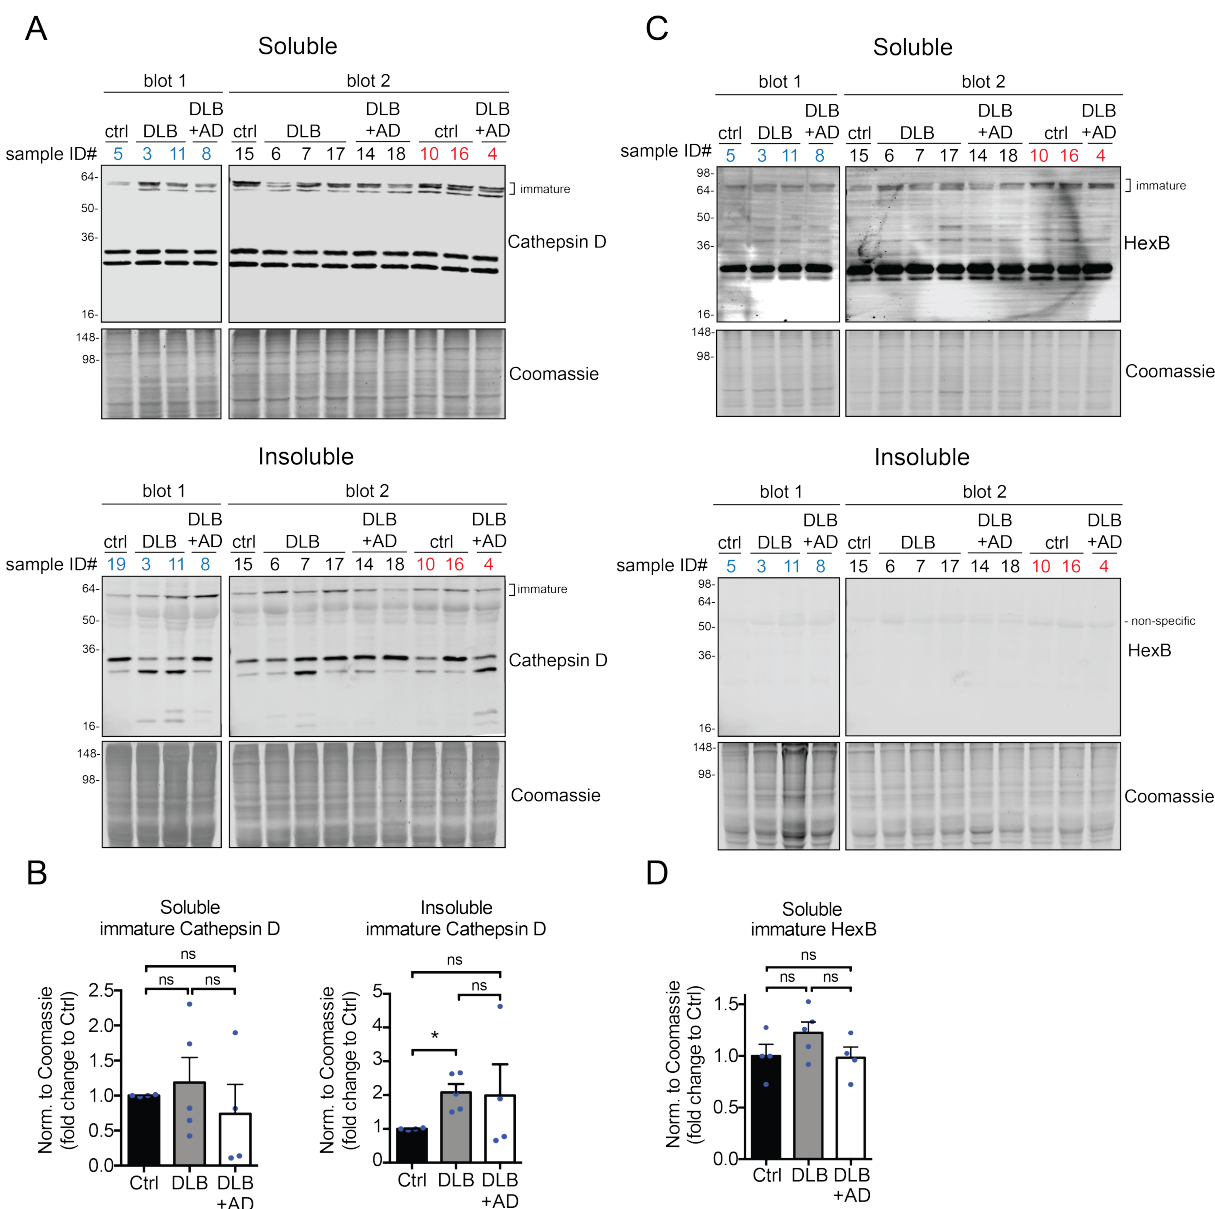 A
Soluble
blot 1
blot 2
DLB
DLB
DLB
ctrl DLB +AD ctrl DLB +AD ctrl +AD
sample ID# 5 3 11 8 15 6 7 17 14 18 10 16 4
64-
immature
50-
36-
Cathepsin D
16-
148-
98-
Coomassie
Insoluble
blot 1
blot 2
DLB
DLB
DLB
ctrl DLB +AD ctrl DLB +AD ctrl +AD
sample ID# 19 3 11 8 15 6 7 17 14 18 10 16 4
64-
immature
50-
36-
Cathepsin D
16-
148-
98-
Coomassie
B
Soluble
immature Cathepsin D
ns
ns ns
Norm. to Coomassie
(fold change to Ctrl)
2.5
2.0
1.5
1.0
0.5
0.0
Ctrl DLB DLB
+AD
Insoluble
immature Cathepsin D
ns
ns
*
Norm. to Coomassie
(fold change to Ctrl)
5
4
3
2
1
0
Ctrl DLB DLB
+AD
C
Soluble
blot 1
blot 2
DLB
DLB
DLB
ctrl DLB +AD ctrl DLB +AD ctrl +AD
sample ID# 5 3 11 8 15 6 7 17 14 18 10 16 4
98-
64-
immature
50-
36-
HexB
16-
148-
98-
Coomassie
Insoluble
blot 1
blot 2
DLB
DLB
DLB
ctrl DLB +AD ctrl DLB +AD ctrl +AD
sample ID# 5 3 11 8 15 6 7 17 14 18 10 16 4
98-
64-
50-
- non-specific
36-
HexB
16-
148-
98-
Coomassie
D
Soluble
immature HexB
ns
ns ns
Norm. to Coomassie
(fold change to Ctrl)
1.5
1.0
0.5
0.0
Ctrl DLB DLB
+AD